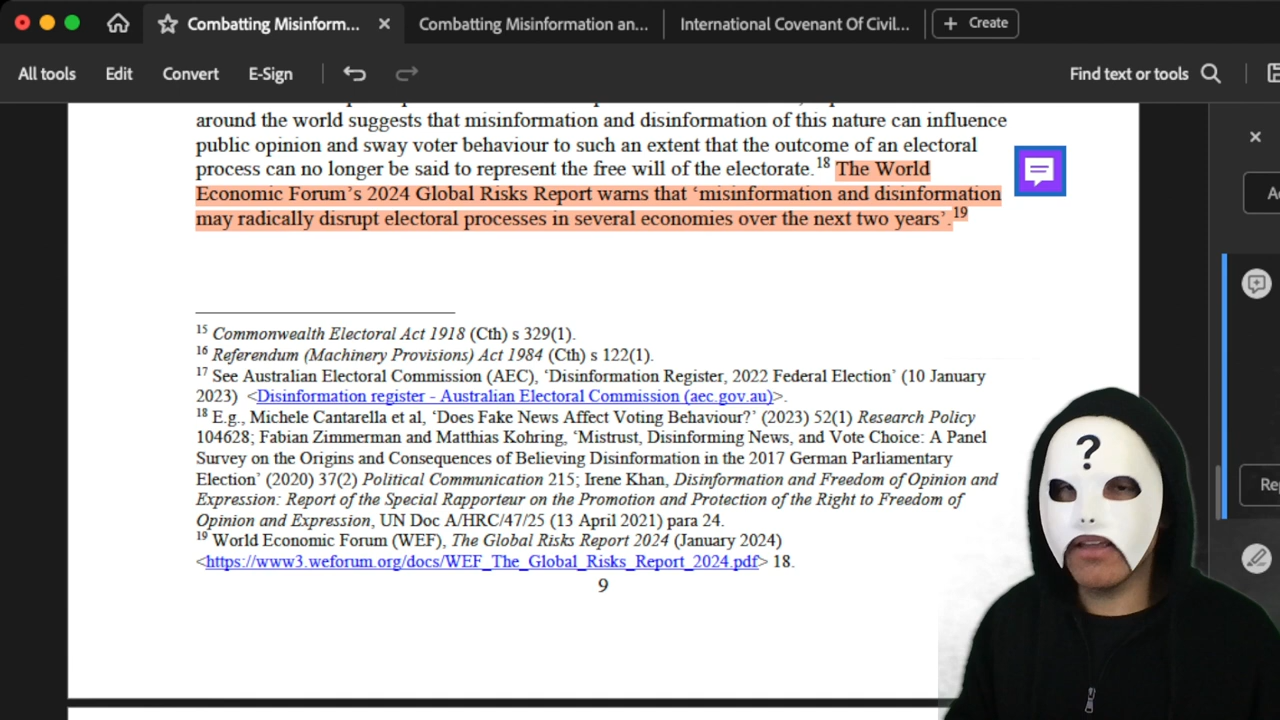 Combatting Misinform...
Combatting Misinformation an...
International Covenant Of Civil...
+ Create
All tools
Edit
Convert
E-Sign
Find text or tools
around the world suggests that misinformation and disinformation of this nature can influence
public opinion and sway voter behaviour to such an extent that the outcome of an electoral
process can no longer be said to represent the free will of the electorate.18 The World
Economic Forum’s 2024 Global Risks Report warns that ‘misinformation and disinformation
may radically disrupt electoral processes in several economies over the next two years’.19
15 Commonwealth Electoral Act 1918 (Cth) s 329(1).
16 Referendum (Machinery Provisions) Act 1984 (Cth) s 122(1).
17 See Australian Electoral Commission (AEC), ‘Disinformation Register, 2022 Federal Election’ (10 January
2023) <Disinformation register - Australian Electoral Commission (aec.gov.au)>.
18 E.g., Michele Cantarella et al, ‘Does Fake News Affect Voting Behaviour?’ (2023) 52(1) Research Policy
104628; Fabian Zimmerman and Matthias Kohring, ‘Mistrust, Disinforming News, and Vote Choice: A Panel
Survey on the Origins and Consequences of Believing Disinformation in the 2017 German Parliamentary
Election’ (2020) 37(2) Political Communication 215; Irene Khan, Disinformation and Freedom of Opinion and
Expression: Report of the Special Rapporteur on the Promotion and Protection of the Right to Freedom of
Opinion and Expression, UN Doc A/HRC/47/25 (13 April 2021) para 24.
19 World Economic Forum (WEF), The Global Risks Report 2024 (January 2024)
<https://www3.weforum.org/docs/WEF_The_Global_Risks_Report_2024.pdf> 18.
9
?